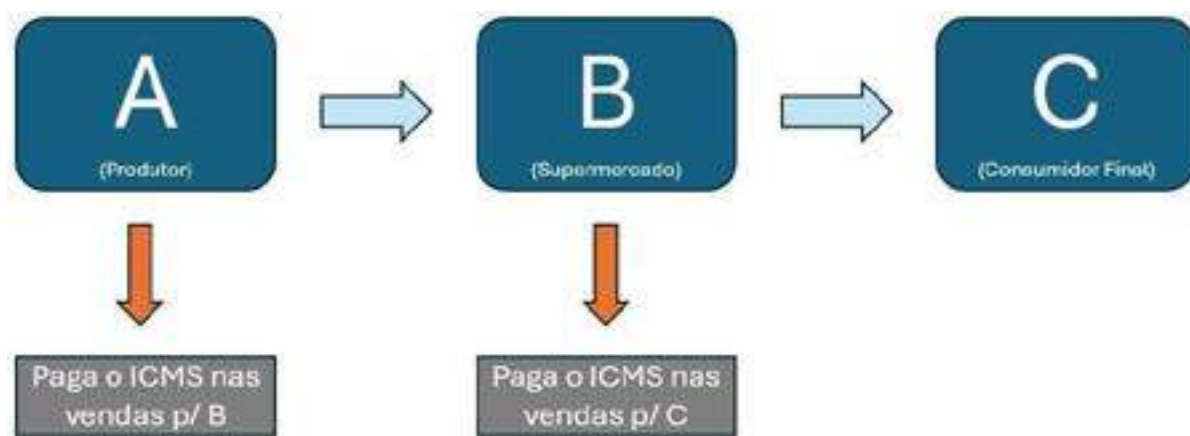 A
(Produtor)
B
(Supermercado)
C
(Consumidor Final)
Paga o ICMS nas
vendas p/ B
Paga o ICMS nas
vendas p/ C